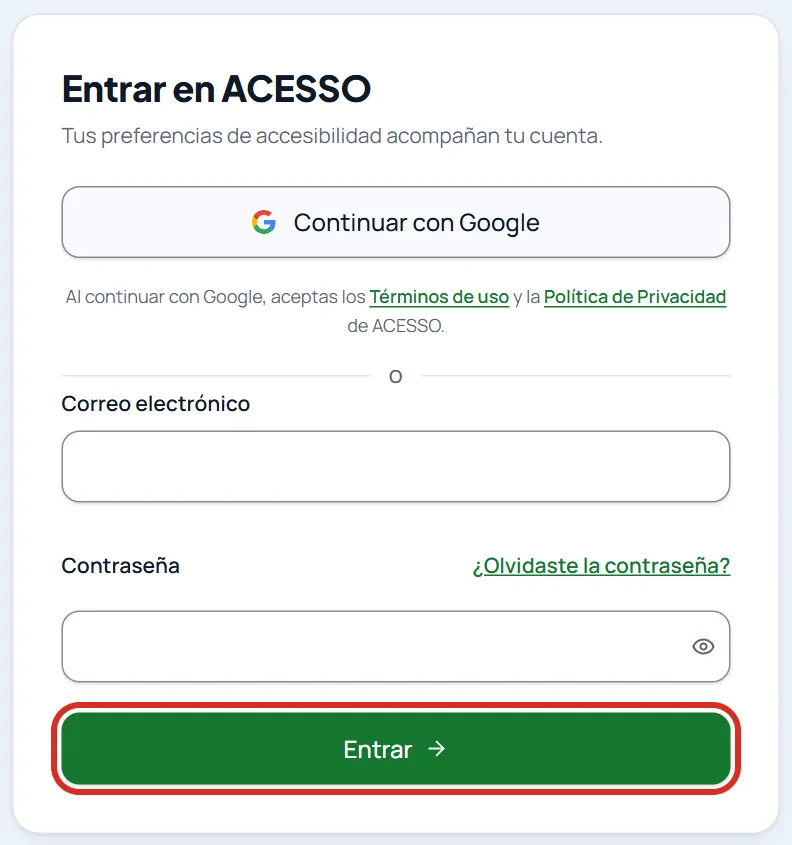 Entrar en ACESSO
Tus preferencias de accesibilidad acompañan tu cuenta.
Continuar con Google
Al continuar con Google, aceptas los Términos de uso y la Política de Privacidad
de ACESSO.
O
Correo electrónico
Contraseña
¿Olvidaste la contraseña?
Entrar →